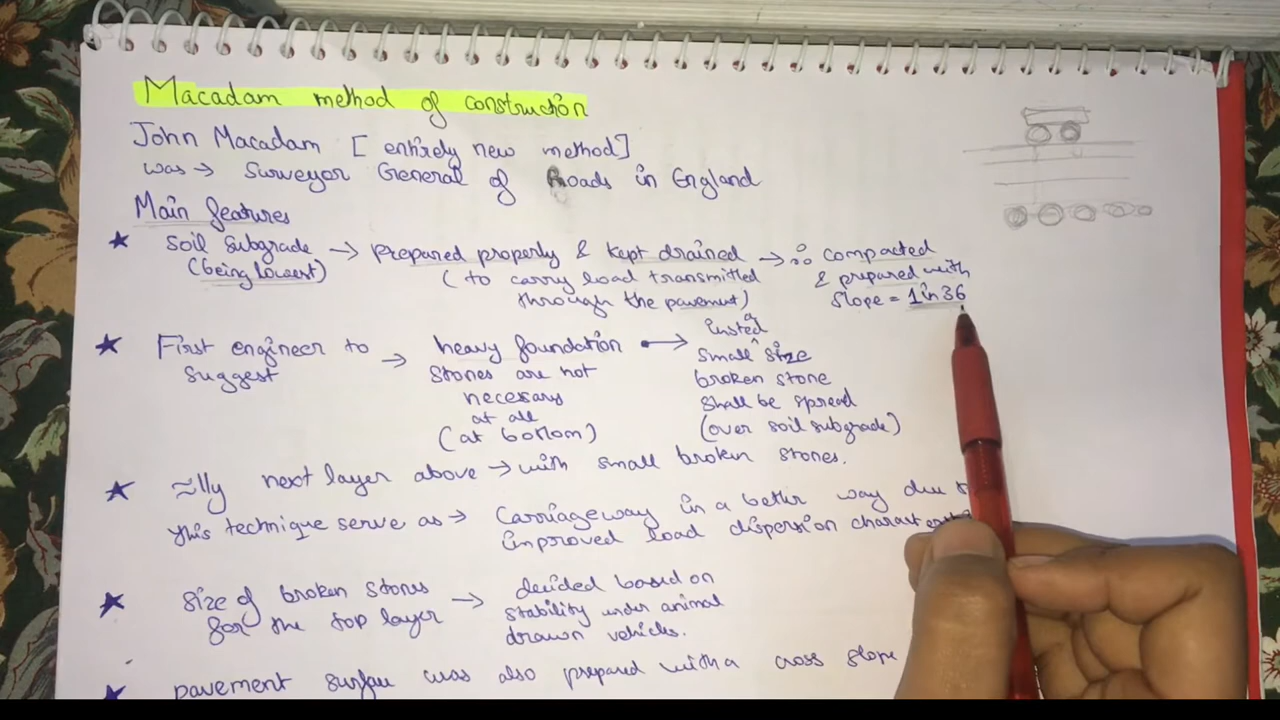 Macadam method of construction
John Macadam [entirely new method]
was → Surveyor General of Roads in England
Main features
★ Soil subgrade → prepared properly & kept drained → ∴ compacted
(being lowest) (to carry load transmitted & prepared with
through the pavement) slope = 1 in 36
★ First engineer to → heavy foundation → Insted of
suggest stones are not small size
necessary broken stone
at all shall be spread
(at bottom) (over soil subgrade)
★ ≈lly next layer above → with small broken stones.
this technique serve as → Carriageway in a better way due
improved load dispersion
★ size of broken stones → decided based on
for the top layer stability under animal
drawn vehicles.
★ pavement surface was also prepared with a cross slope